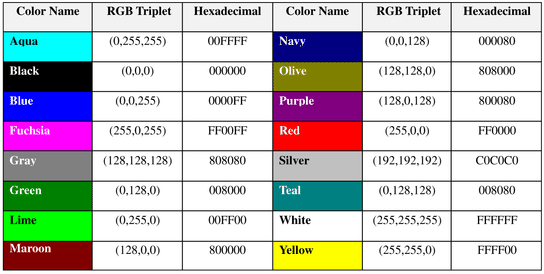 Color Name RGB Triplet Hexadecimal Color Name RGB Triplet Hexadecimal
Aqua (0,255,255) 00FFFF Navy (0,0,128) 000080
Black (0,0,0) 000000 Olive (128,128,0) 808000
Blue (0,0,255) 0000FF Purple (128,0,128) 800080
Fuchsia (255,0,255) FF00FF Red (255,0,0) FF0000
Gray (128,128,128) 808080 Silver (192,192,192) C0C0C0
Green (0,128,0) 008000 Teal (0,128,128) 008080
Lime (0,255,0) 00FF00 White (255,255,255) FFFFFF
Maroon (128,0,0) 800000 Yellow (255,255,0) FFFF00